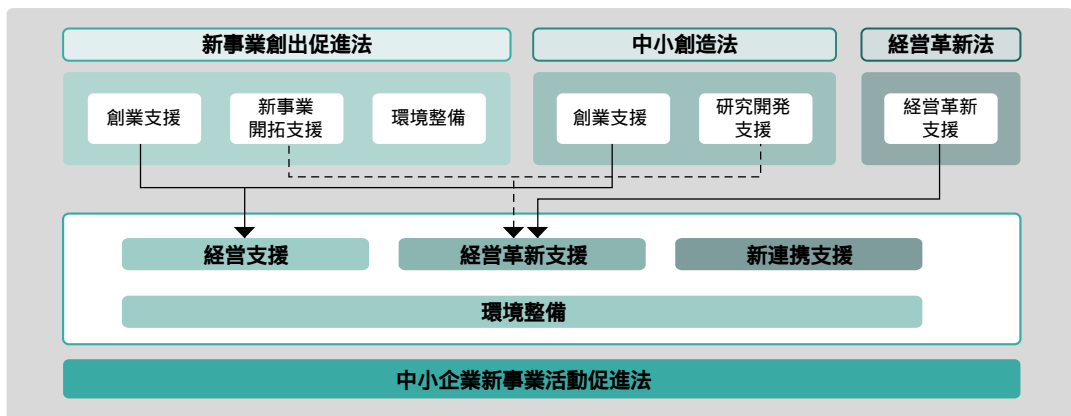 新事業創出促進法
中小創造法
経営革新法
創業支援
新事業
開拓支援
環境整備
創業支援
研究開発
支援
経営革新
支援
経営支援
経営革新支援
新連携支援
環境整備
中小企業新事業活動促進法